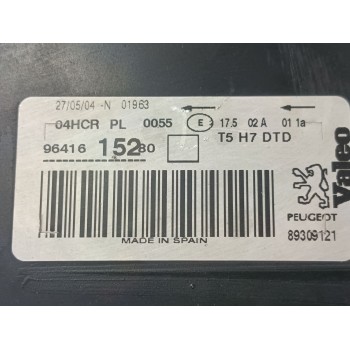 27/05/04 -N 01963
04HCR PL 0055 E 17.5 02 A 01 1a
96416 152 80 T5 H7 DTD
Valeo
PEUGEOT
89309121
MADE IN SPAIN